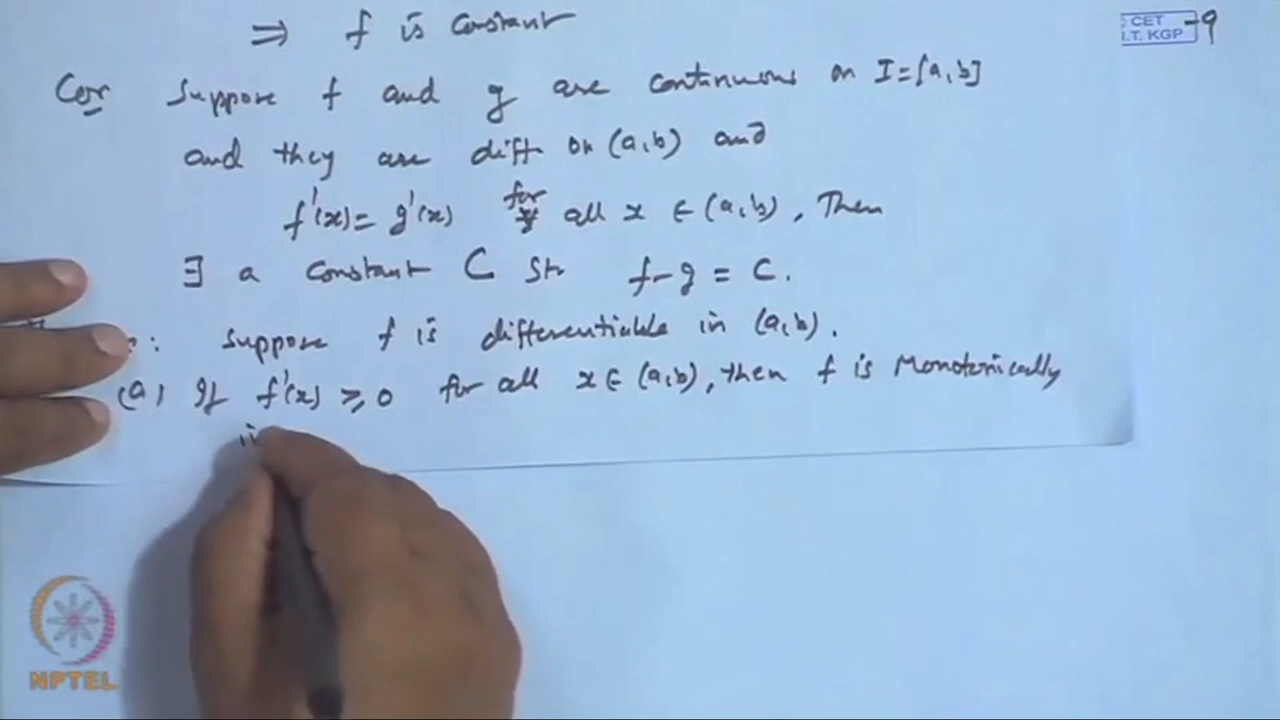 ⇒ f is constant
© CET
I.T. KGP
-9
Cor Suppose f and g are continuous on I=[a,b]
and they are diff on (a,b) and
f'(x)= g'(x) for all x ∈ (a,b), Then
∃ a constant C st f-g = C.
: Suppose f is differentiable in (a,b).
(a) If f'(x) ≥ 0 for all x ∈ (a,b), then f is Monotonically
NPTEL